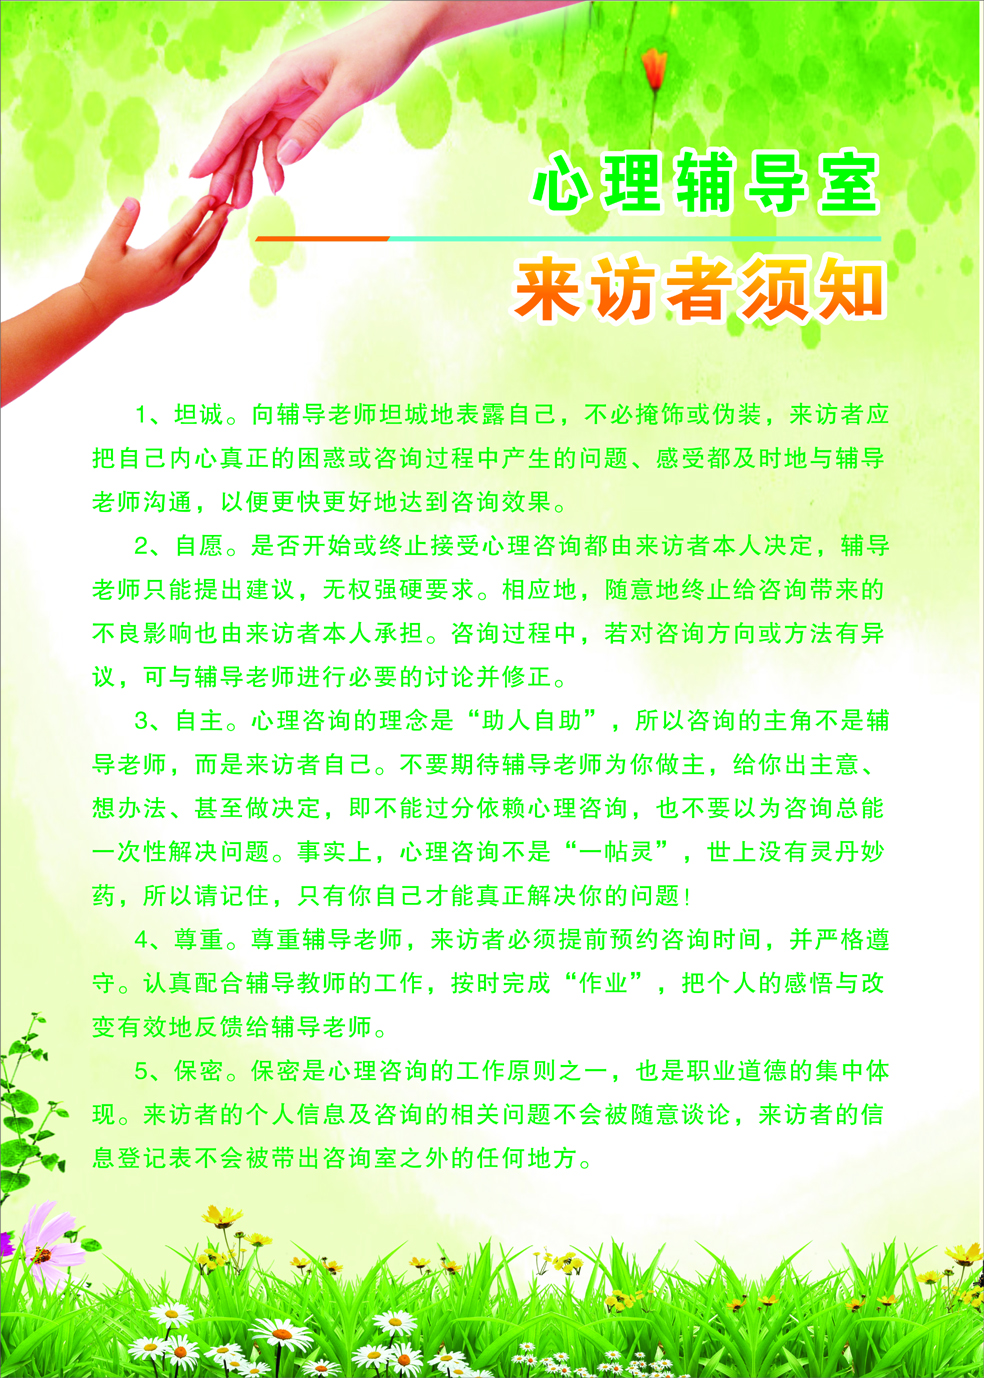 心理辅导室
来访者须知
1、坦诚。向辅导老师坦城地表露自己，不必掩饰或伪装，来访者应
把自己内心真正的困惑或咨询过程中产生的问题、感受都及时地与辅导
老师沟通，以便更快更好地达到咨询效果。
2、自愿。是否开始或终止接受心理咨询都由来访者本人决定，辅导
老师只能提出建议，无权强硬要求。相应地，随意地终止给咨询带来的
不良影响也由来访者本人承担。咨询过程中，若对咨询方向或方法有异
议，可与辅导老师进行必要的讨论并修正。
3、自主。心理咨询的理念是“助人自助”，所以咨询的主角不是辅
导老师，而是来访者自己。不要期待辅导老师为你做主，给你出主意、
想办法、甚至做决定，即不能过分依赖心理咨询，也不要以为咨询总能
一次性解决问题。事实上，心理咨询不是“一帖灵”，世上没有灵丹妙
药，所以请记住，只有你自己才能真正解决你的问题！
4、尊重。尊重辅导老师，来访者必须提前预约咨询时间，并严格遵
守。认真配合辅导教师的工作，按时完成“作业”，把个人的感悟与改
变有效地反馈给辅导老师。
5、保密。保密是心理咨询的工作原则之一，也是职业道德的集中体
现。来访者的个人信息及咨询的相关问题不会被随意谈论，来访者的信
息登记表不会被带出咨询室之外的任何地方。